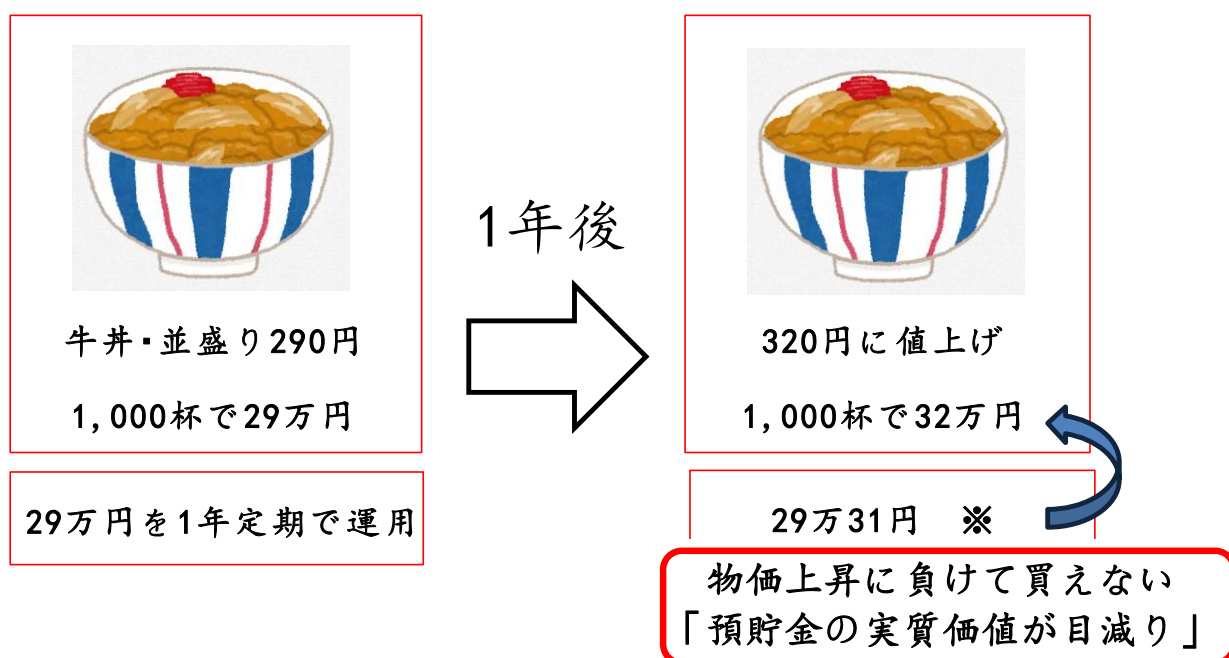 牛丼・並盛り290円
1,000杯で29万円
29万円を1年定期で運用
1年後
320円に値上げ
1,000杯で32万円
29万31円 ※
物価上昇に負けて買えない
「預貯金の実質価値が目減り」